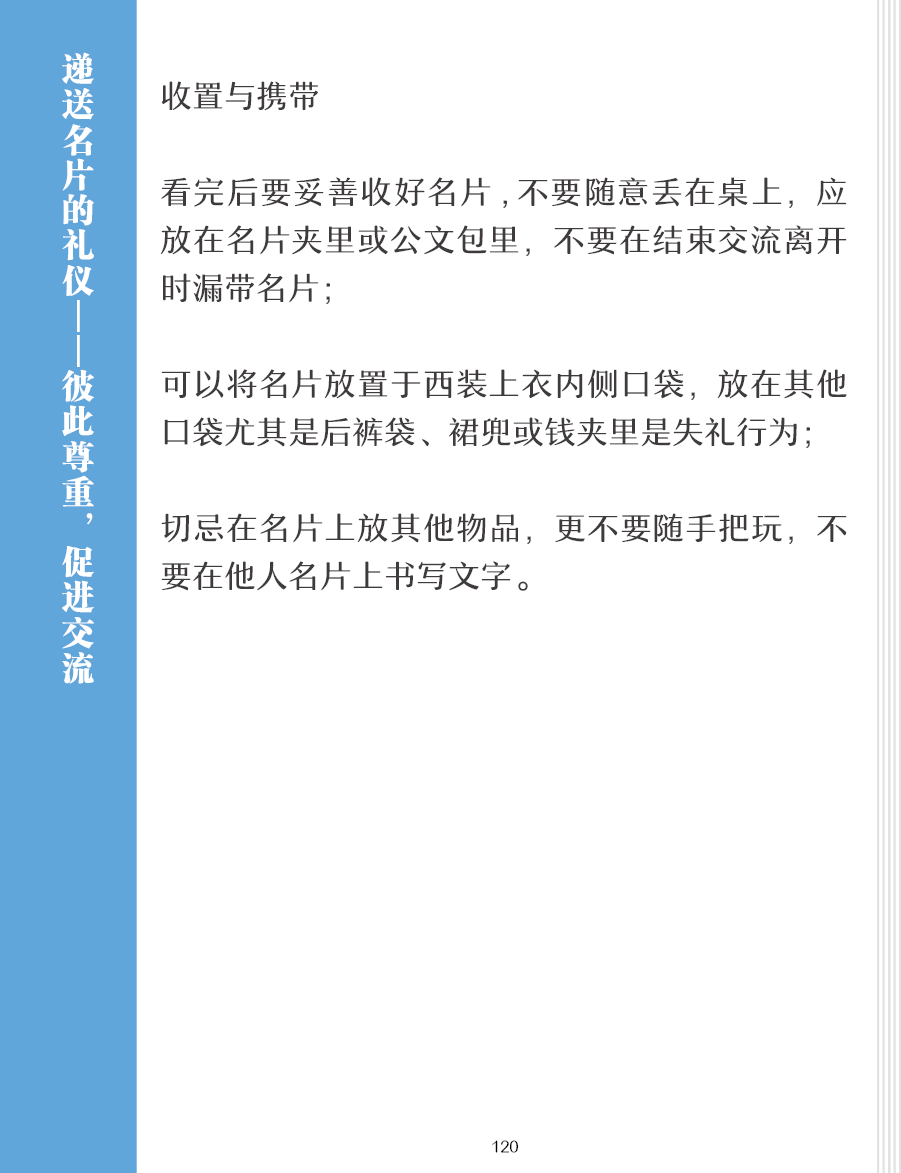 递送名片的礼仪——彼此尊重，促进交流
收置与携带
看完后要妥善收好名片,不要随意丢在桌上，应
放在名片夹里或公文包里，不要在结束交流离开
时漏带名片；
可以将名片放置于西装上衣内侧口袋，放在其他
口袋尤其是后裤袋、裙兜或钱夹里是失礼行为；
切忌在名片上放其他物品，更不要随手把玩，不
要在他人名片上书写文字。
120